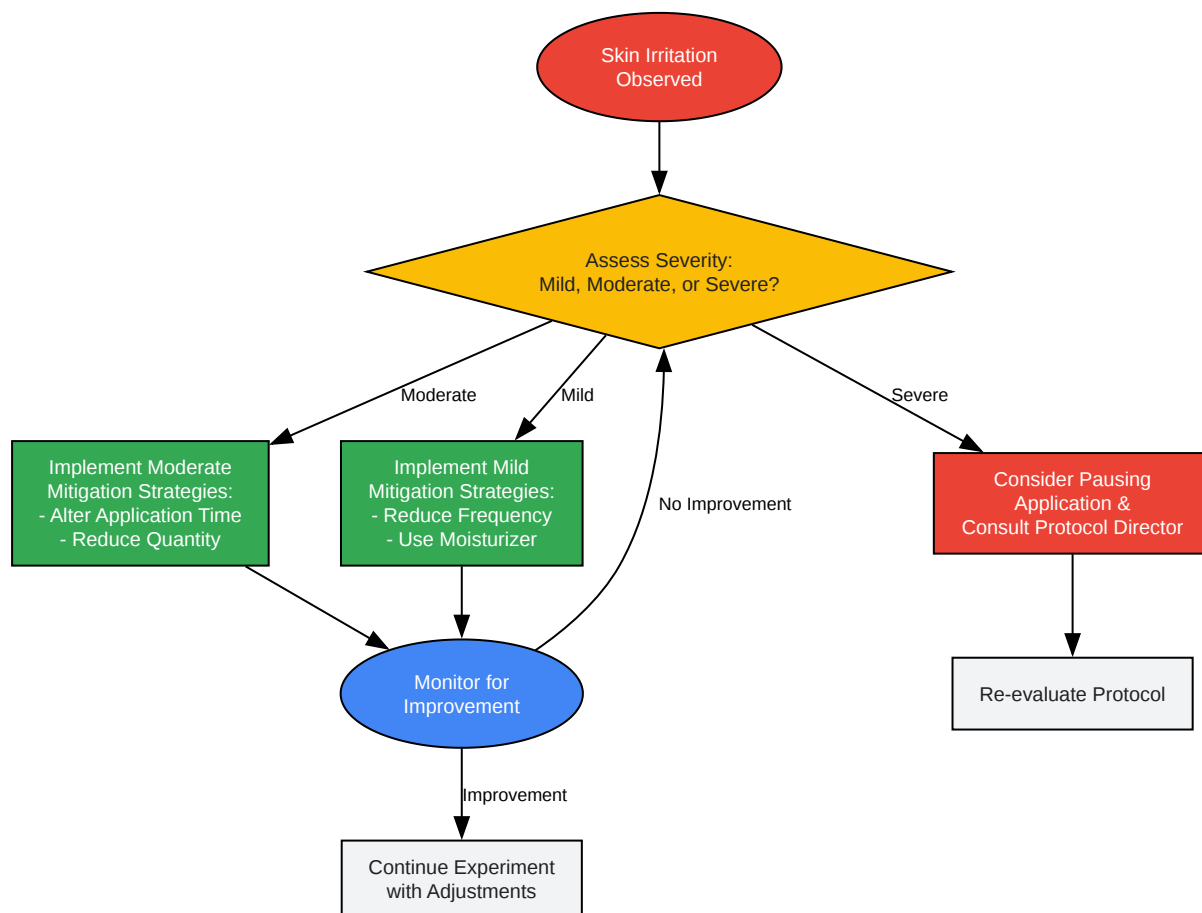 Skin Irritation
Observed
Assess Severity:
Mild, Moderate, or Severe?
Moderate
Mild
Severe
Implement Moderate
Mitigation Strategies:
- Alter Application Time
- Reduce Quantity
Implement Mild
Mitigation Strategies:
- Reduce Frequency
- Use Moisturizer
No Improvement
Consider Pausing
Application &
Consult Protocol Director
Monitor for
Improvement
Re-evaluate Protocol
Improvement
Continue Experiment
with Adjustments